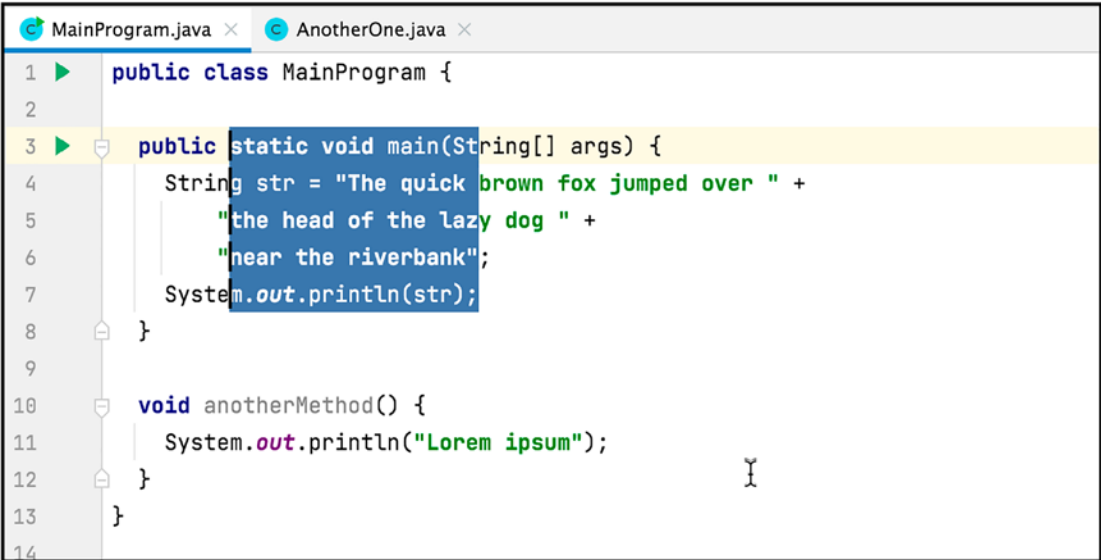 C MainProgram.java × C AnotherOne.java ×
1 public class MainProgram {
2
3   public static void main(String[] args) {
4     String str = "The quick brown fox jumped over " +
5         "the head of the lazy dog " +
6         "near the riverbank";
7     System.out.println(str);
8   }
9
10   void anotherMethod() {
11     System.out.println("Lorem ipsum");
12   }
13 }
14